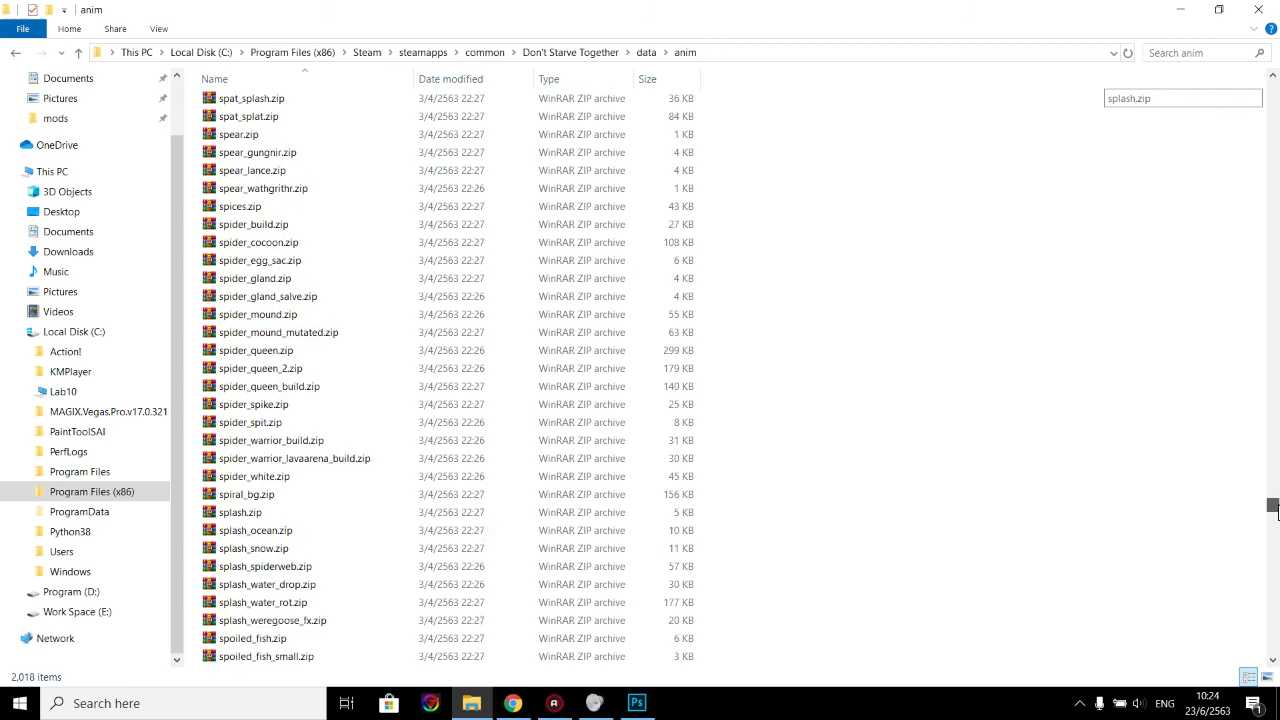 anim
File Home Share View
This PC Local Disk (C:) Program Files (x86) Steam steamapps common Don't Starve Together data anim
Search anim
Documents
Pictures
mods
OneDrive
This PC
3D Objects
Desktop
Documents
Downloads
Music
Pictures
Videos
Local Disk (C:)
Action!
KMPlayer
Lab10
MAGIX.Vegas.Pro.v17.0.321
PaintToolSAI
PerfLogs
Program Files
Program Files (x86)
ProgramData
Python38
Users
Windows
Program (D:)
Work Space (E:)
Network
Name Date modified Type Size
spat_splash.zip 3/4/2563 22:27 WinRAR ZIP archive 36 KB
spat_splat.zip 3/4/2563 22:27 WinRAR ZIP archive 84 KB
spear.zip 3/4/2563 22:27 WinRAR ZIP archive 1 KB
spear_gungnir.zip 3/4/2563 22:27 WinRAR ZIP archive 4 KB
spear_lance.zip 3/4/2563 22:27 WinRAR ZIP archive 4 KB
spear_wathgrithr.zip 3/4/2563 22:26 WinRAR ZIP archive 1 KB
spices.zip 3/4/2563 22:27 WinRAR ZIP archive 43 KB
spider_build.zip 3/4/2563 22:27 WinRAR ZIP archive 27 KB
spider_cocoon.zip 3/4/2563 22:27 WinRAR ZIP archive 108 KB
spider_egg_sac.zip 3/4/2563 22:27 WinRAR ZIP archive 6 KB
spider_gland.zip 3/4/2563 22:27 WinRAR ZIP archive 4 KB
spider_gland_salve.zip 3/4/2563 22:26 WinRAR ZIP archive 4 KB
spider_mound.zip 3/4/2563 22:26 WinRAR ZIP archive 55 KB
spider_mound_mutated.zip 3/4/2563 22:27 WinRAR ZIP archive 63 KB
spider_queen.zip 3/4/2563 22:26 WinRAR ZIP archive 299 KB
spider_queen_2.zip 3/4/2563 22:26 WinRAR ZIP archive 179 KB
spider_queen_build.zip 3/4/2563 22:27 WinRAR ZIP archive 140 KB
spider_spike.zip 3/4/2563 22:27 WinRAR ZIP archive 25 KB
spider_spit.zip 3/4/2563 22:26 WinRAR ZIP archive 8 KB
spider_warrior_build.zip 3/4/2563 22:26 WinRAR ZIP archive 31 KB
spider_warrior_lavaarena_build.zip 3/4/2563 22:26 WinRAR ZIP archive 30 KB
spider_white.zip 3/4/2563 22:26 WinRAR ZIP archive 45 KB
spiral_bg.zip 3/4/2563 22:27 WinRAR ZIP archive 156 KB
splash.zip 3/4/2563 22:27 WinRAR ZIP archive 5 KB
splash_ocean.zip 3/4/2563 22:27 WinRAR ZIP archive 10 KB
splash_snow.zip 3/4/2563 22:27 WinRAR ZIP archive 11 KB
splash_spiderweb.zip 3/4/2563 22:26 WinRAR ZIP archive 57 KB
splash_water_drop.zip 3/4/2563 22:26 WinRAR ZIP archive 30 KB
splash_water_rot.zip 3/4/2563 22:27 WinRAR ZIP archive 177 KB
splash_weregoose_fx.zip 3/4/2563 22:27 WinRAR ZIP archive 20 KB
spoiled_fish.zip 3/4/2563 22:27 WinRAR ZIP archive 6 KB
spoiled_fish_small.zip 3/4/2563 22:27 WinRAR ZIP archive 3 KB
splash.zip
2,018 items
Search here
Ps
ENG
10:24
23/6/2563
1